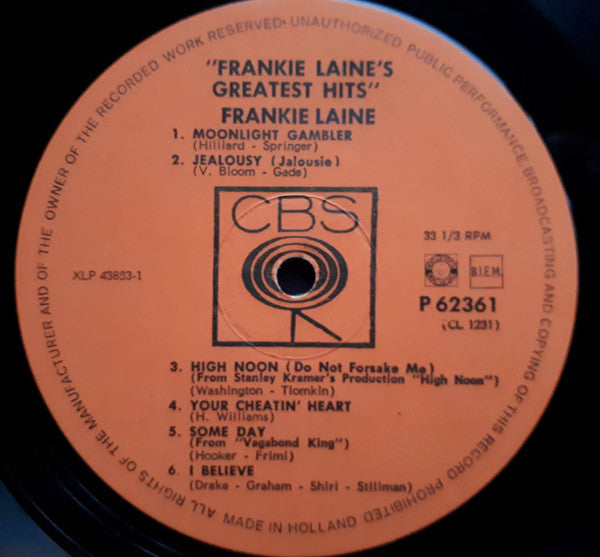 ALL RIGHTS OF THE MANUFACTURER AND OF THE OWNER OF THE RECORDED WORK RESERVED · UNAUTHORIZED PUBLIC PERFORMANCE, BROADCASTING AND COPYING OF THIS RECORD PROHIBITED AND
"FRANKIE LAINE'S
GREATEST HITS"
FRANKIE LAINE
1. MOONLIGHT GAMBLER
(Hilliard - Springer)
2. JEALOUSY (Jalousie)
(V. Bloom - Gade)
CBS
33 1/3 RPM
XLP 43853-1
B.I.E.M.
P 62361
(CL 1231)
3. HIGH NOON (Do Not Forsake Me)
(From Stanley Kramer's Production "High Noon")
(Washington - Tiomkin)
4. YOUR CHEATIN' HEART
(H. Williams)
5. SOME DAY
(From "Vagabond King")
(Hooker - Friml)
6. I BELIEVE
(Drake - Graham - Shirl - Stillman)
MADE IN HOLLAND